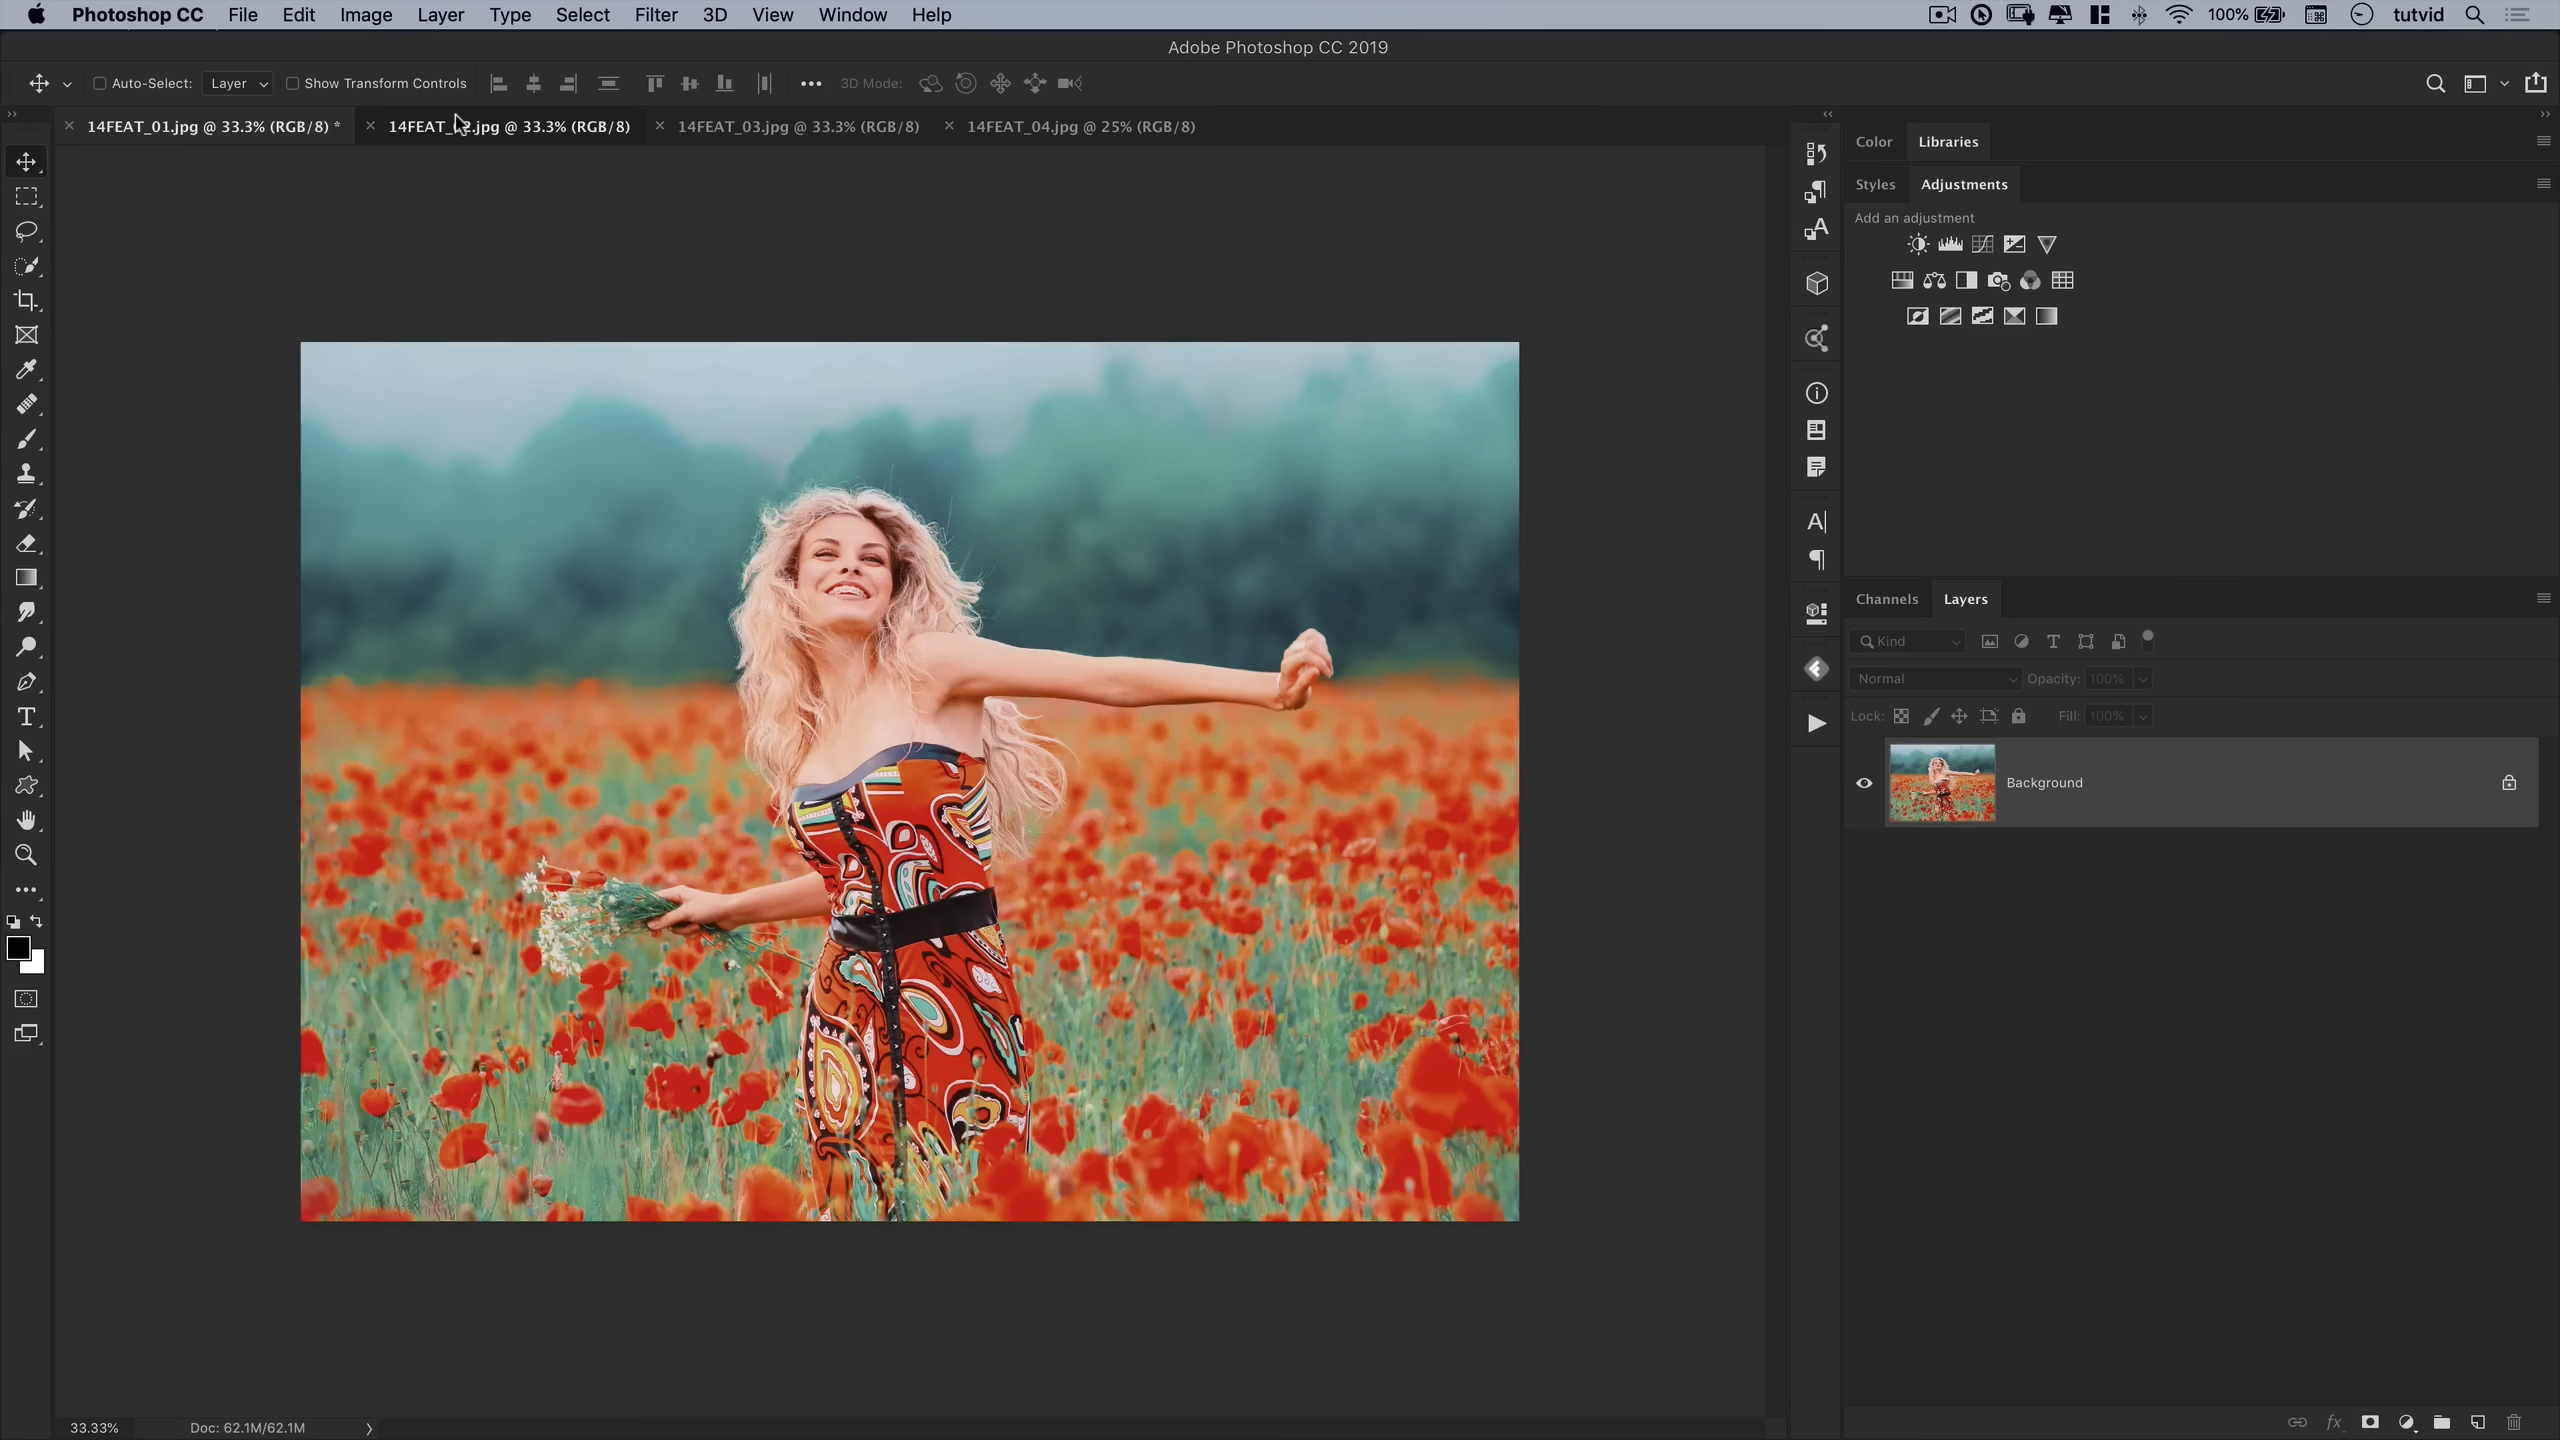 Photoshop CC File Edit Image Layer Type Select Filter 3D View Window Help 100% tutvid
Adobe Photoshop CC 2019
Auto-Select: Layer Show Transform Controls 3D Mode:
14FEAT_01.jpg @ 33.3% (RGB/8) * 14FEAT_ 2.jpg @ 33.3% (RGB/8) 14FEAT_03.jpg @ 33.3% (RGB/8) 14FEAT_04.jpg @ 25% (RGB/8)
Color Libraries
Styles Adjustments
Add an adjustment
Channels Layers
Kind
Normal Opacity: 100%
Lock: Fill: 100%
Background
33.33% Doc: 62.1M/62.1M
fx